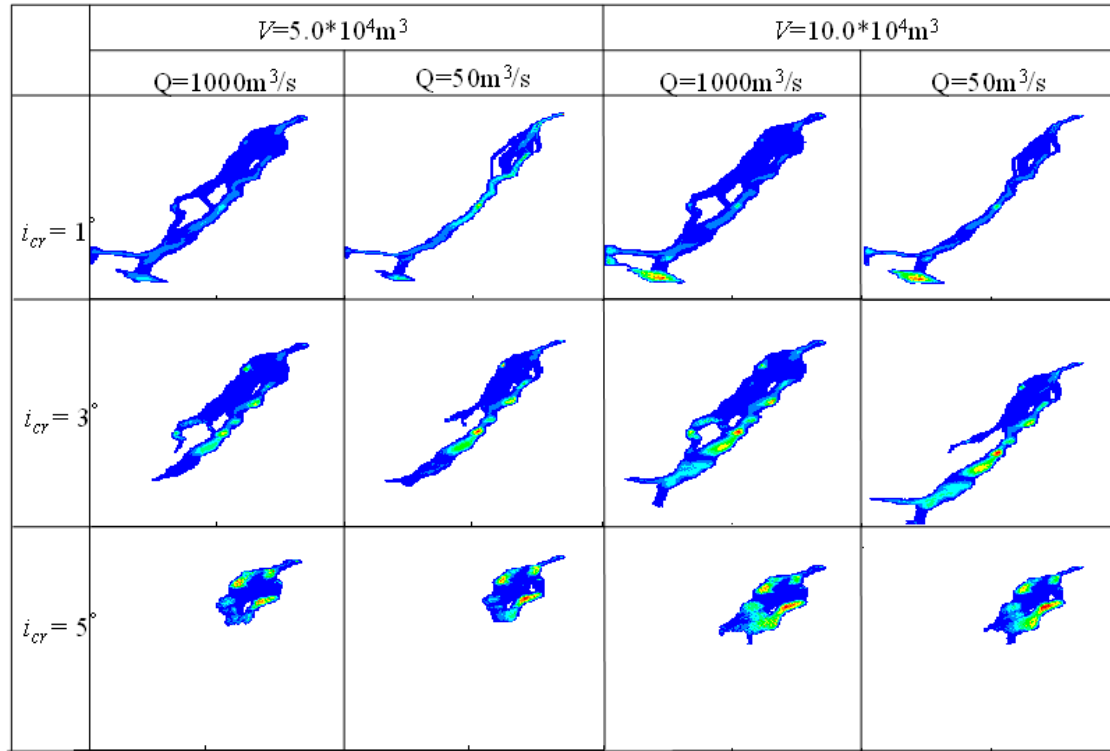 V=5.0*10⁴m³ V=10.0*10⁴m³
Q=1000m³/s Q=50m³/s Q=1000m³/s Q=50m³/s
i_cr = 1°
i_cr = 3°
i_cr = 5°